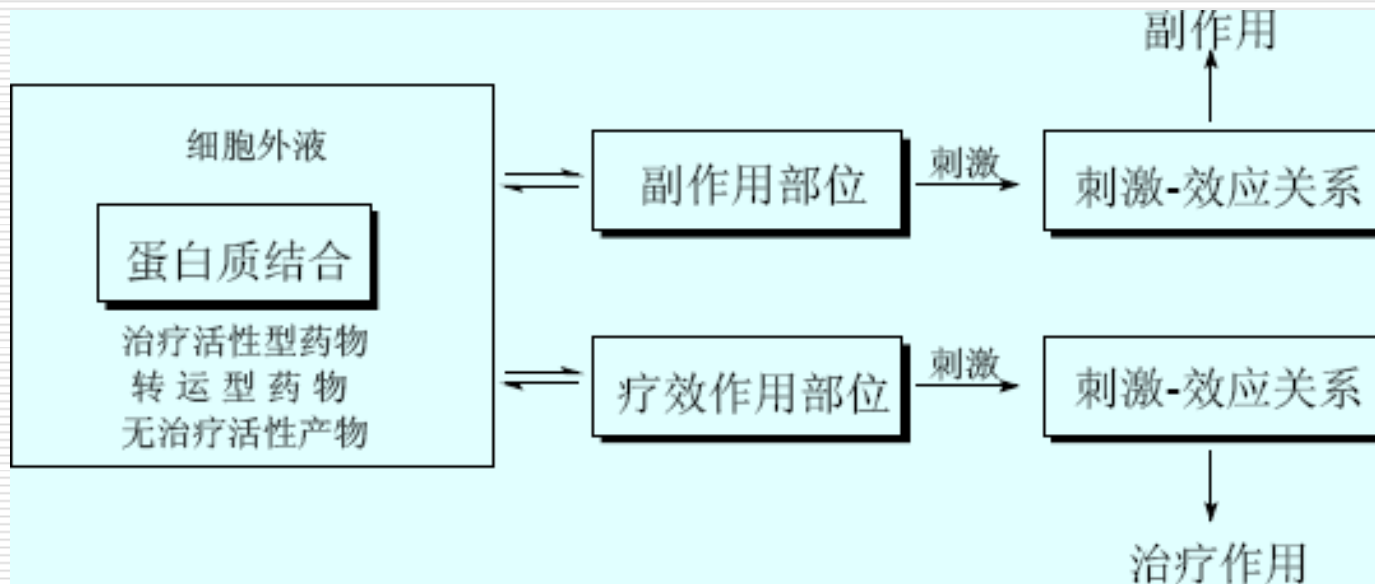 副作用
细胞外液
蛋白质结合
治疗活性型药物
转运型药物
无治疗活性产物
副作用部位
刺激
刺激-效应关系
疗效作用部位
刺激
刺激-效应关系
治疗作用